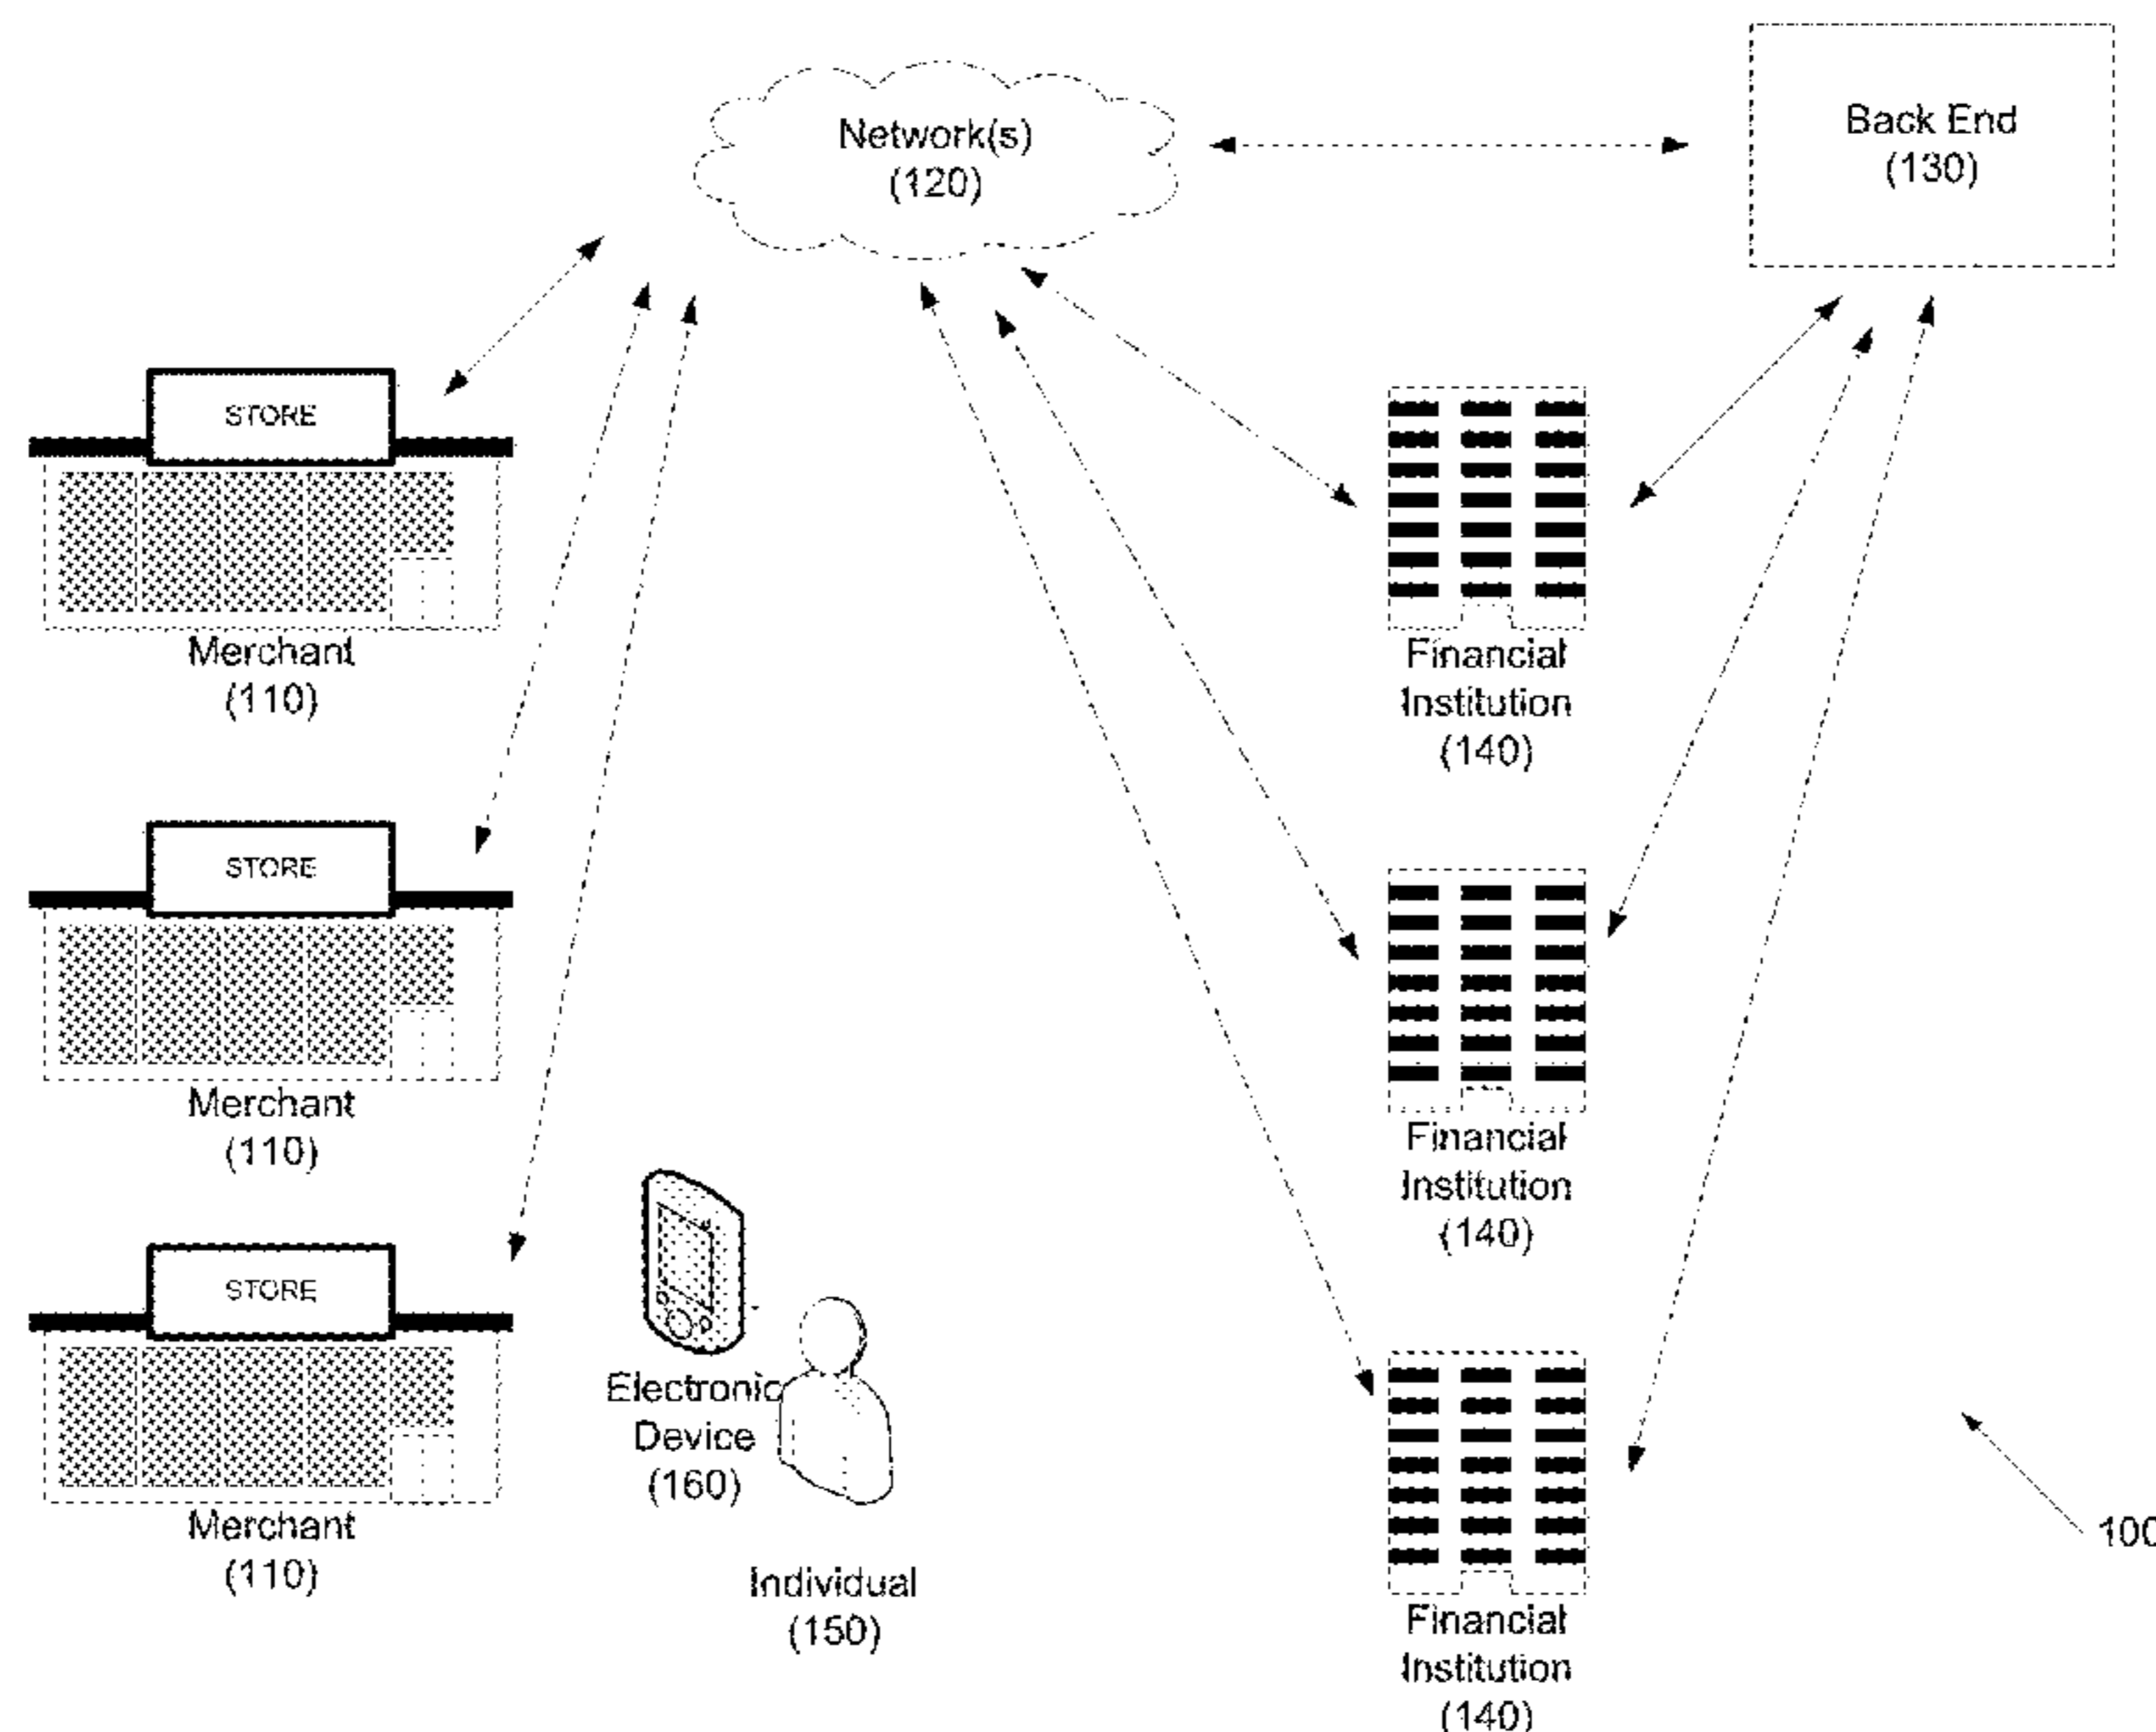 Network(s)
(120)
Back End
(130)
STORE
Merchant
(110)
Financial
Institution
(140)
STORE
Merchant
(110)
Financial
Institution
(140)
STORE
Merchant
(110)
Electronic
Device
(160)
Individual
(150)
Financial
Institution
(140)
100